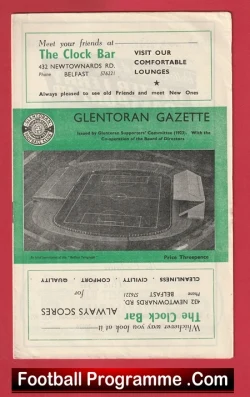 Meet your friends at
The Clock Bar
432 NEWTOWNARDS RD.
Phone BELFAST 576321
VISIT OUR
COMFORTABLE
LOUNGES
Always pleased to see old Friends and meet New Ones
GLENTORAN GAZETTE
Issued by Glentoran Supporters' Committee (1952), With the
Co-operation of the Board of Directors
Price Threepence
Whichever way you look at it
The Clock Bar
432 NEWTOWNARDS RD.
Phone BELFAST 576321
ALWAYS SCORES
for
CLEANLINESS . CIVILITY . COMFORT . QUALITY
Football Programme .Com